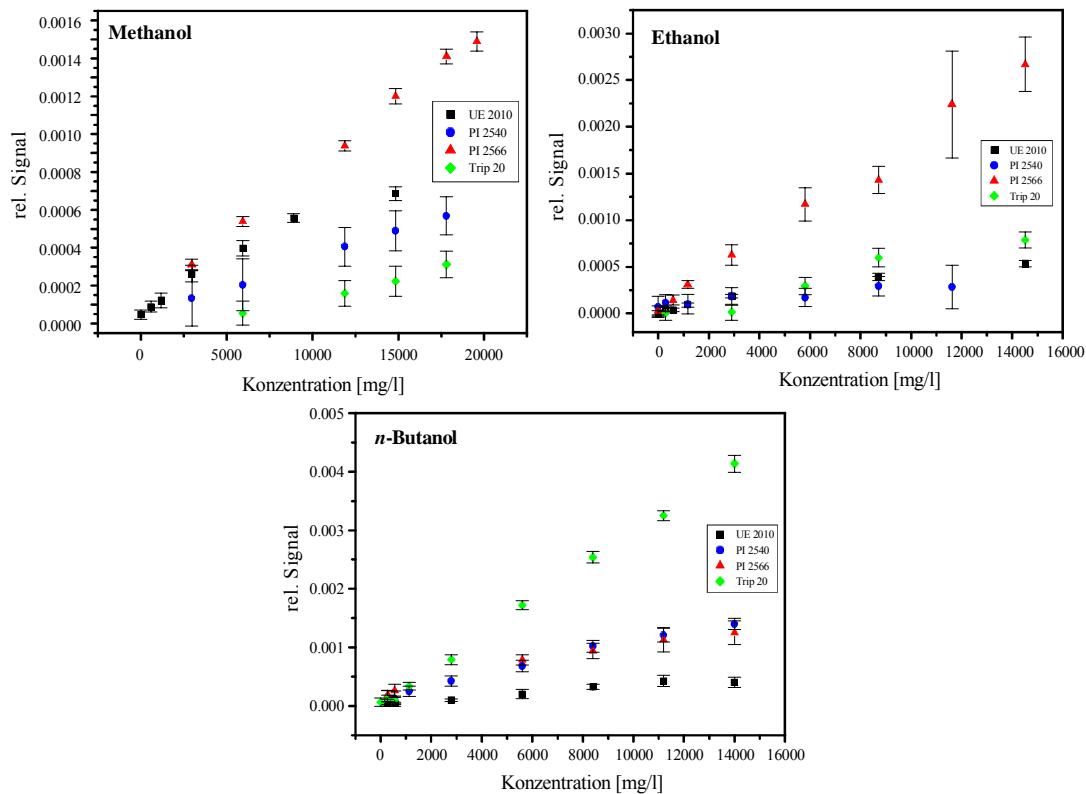 Methanol
rel. Signal
0.0016
0.0014
0.0012
0.0010
0.0008
0.0006
0.0004
0.0002
0.0000
UE 2010
PI 2540
PI 2566
Trip 20
0 5000 10000 15000 20000
Konzentration [mg/l]
Ethanol
rel. Signal
0.0030
0.0025
0.0020
0.0015
0.0010
0.0005
0.0000
UE 2010
PI 2540
PI 2566
Trip 20
0 2000 4000 6000 8000 10000 12000 14000 16000
Konzentration [mg/l]
n-Butanol
rel. Signal
0.005
0.004
0.003
0.002
0.001
0.000
UE 2010
PI 2540
PI 2566
Trip 20
0 2000 4000 6000 8000 10000 12000 14000 16000
Konzentration [mg/l]